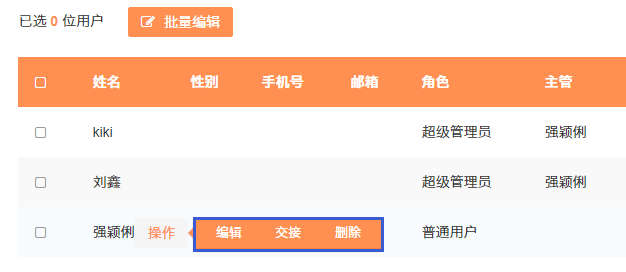 已选 0 位用户 批量编辑
姓名 性别 手机号 邮箱 角色 主管
kiki 超级管理员 强颖俐
刘鑫 超级管理员 强颖俐
强颖俐 操作 编辑 交接 删除 普通用户